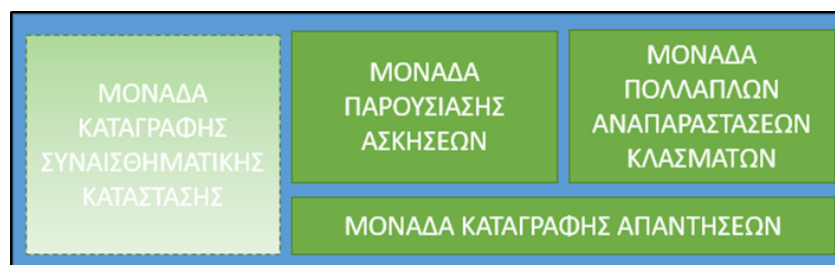 ΜΟΝΑΔΑ
ΚΑΤΑΓΡΑΦΗΣ
ΣΥΝΑΙΣΘΗΜΑΤΙΚΗΣ
ΚΑΤΑΣΤΑΣΗΣ
ΜΟΝΑΔΑ
ΠΑΡΟΥΣΙΑΣΗΣ
ΑΣΚΗΣΕΩΝ
ΜΟΝΑΔΑ
ΠΟΛΛΑΠΛΩΝ
ΑΝΑΠΑΡΑΣΤΑΣΕΩΝ
ΚΛΑΣΜΑΤΩΝ
ΜΟΝΑΔΑ ΚΑΤΑΓΡΑΦΗΣ ΑΠΑΝΤΗΣΕΩΝ